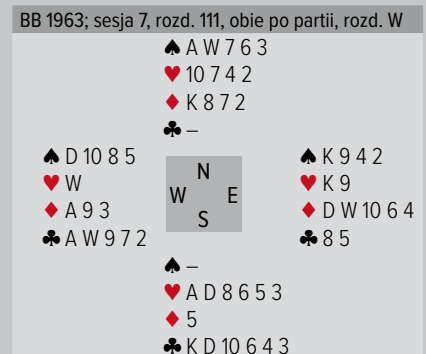 BB 1963; sesja 7, rozd. 111, obie po partii, rozd. W
♠ A W 7 6 3
♥ 10 7 4 2
♦ K 8 7 2
♣ –
♠ D 10 8 5
♥ W
♦ A 9 3
♣ A W 9 7 2
N
W E
S
♠ K 9 4 2
♥ K 9
♦ D W 10 6 4
♣ 8 5
♠ –
♥ A D 8 6 5 3
♦ 5
♣ K D 10 6 4 3